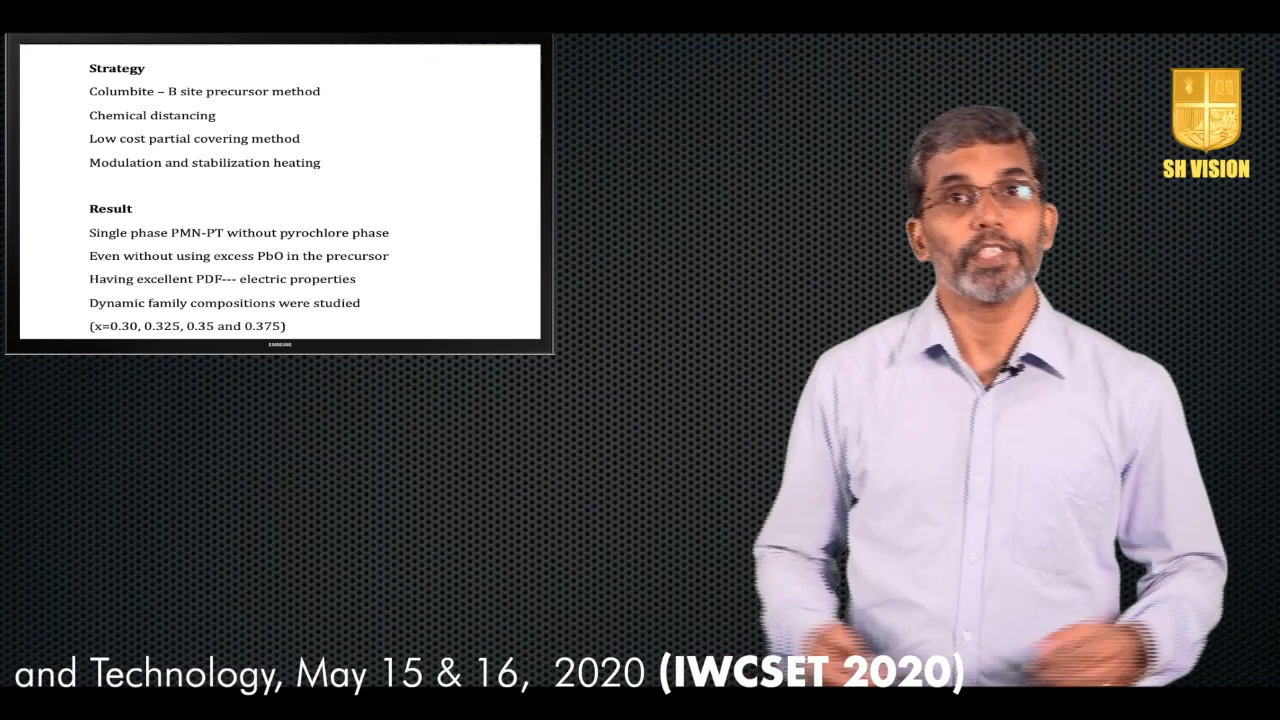 Strategy
Columbite – B site precursor method
Chemical distancing
Low cost partial covering method
Modulation and stabilization heating
Result
Single phase PMN-PT without pyrochlore phase
Even without using excess PbO in the precursor
Having excellent PDF--- electric properties
Dynamic family compositions were studied
(x=0.30, 0.325, 0.35 and 0.375)
SAMSUNG
SH VISION
and Technology, May 15 & 16, 2020 (IWCSET 2020)